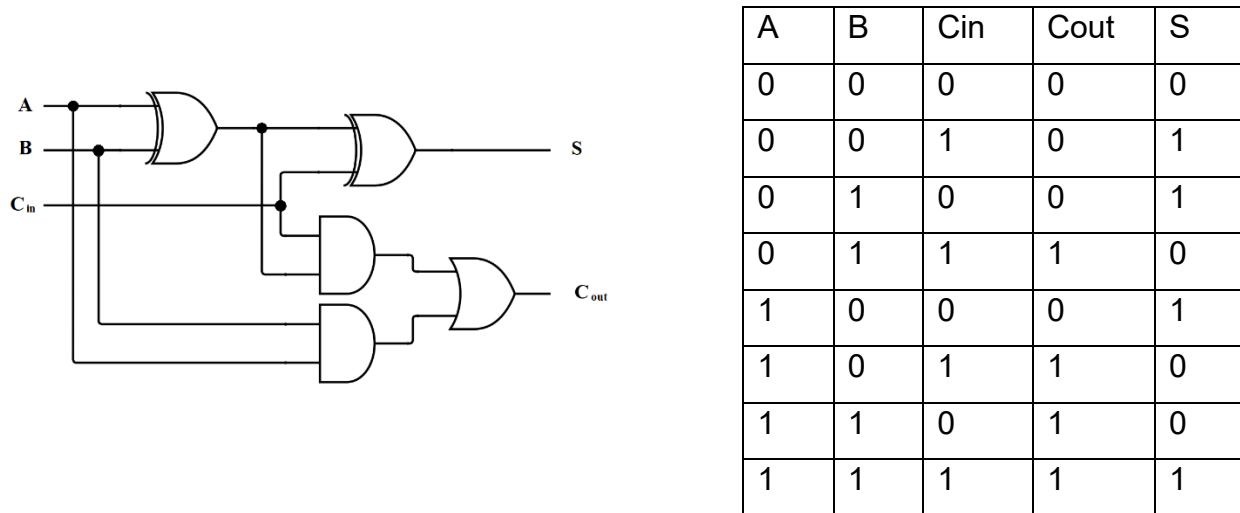 A
B
C in
S
C out
A B Cin Cout S
0 0 0 0 0
0 0 1 0 1
0 1 0 0 1
0 1 1 1 0
1 0 0 0 1
1 0 1 1 0
1 1 0 1 0
1 1 1 1 1